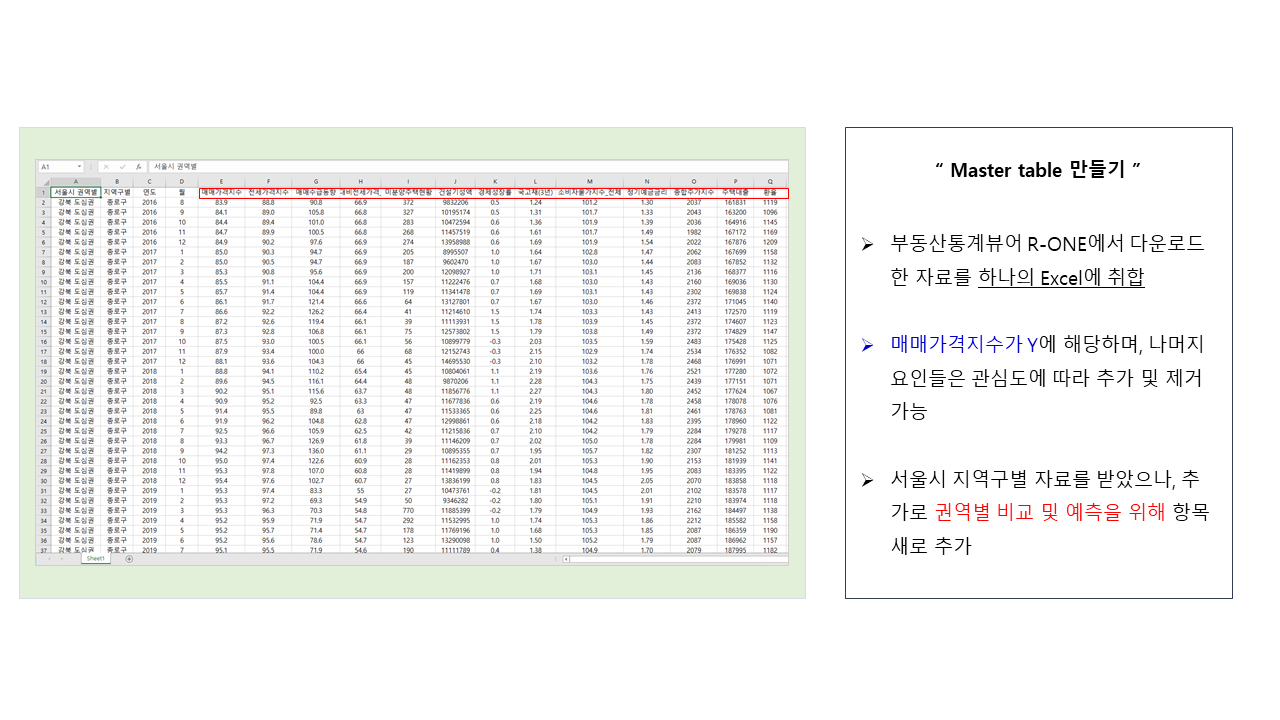 A1 서울시 권역별
A B C D E F G H I J K L M N O P Q
1 서울시 권역별 지역구별 연도 월 매매가격지수 전세가격지수 매매수급동향 대비전세가격_ 미분양주택현황 건설기성액 경제성장률 국고채(3년) 소비자물가지수_전체 정기예금금리 종합주가지수 주택대출 환율
2 강북 도심권 종로구 2016 8 83.9 88.8 90.8 66.9 372 9832206 0.5 1.24 101.2 1.30 2037 161831 1119
3 강북 도심권 종로구 2016 9 84.1 89.0 105.8 66.8 327 10195174 0.5 1.31 101.7 1.33 2043 163200 1096
4 강북 도심권 종로구 2016 10 84.4 89.4 101.0 66.8 283 10472594 0.6 1.36 101.9 1.39 2036 164916 1145
5 강북 도심권 종로구 2016 11 84.7 89.9 100.5 66.8 268 11457519 0.6 1.61 101.7 1.49 1982 167172 1169
6 강북 도심권 종로구 2016 12 84.9 90.2 97.6 66.9 274 13958988 0.6 1.69 101.9 1.54 2022 167876 1209
7 강북 도심권 종로구 2017 1 85.0 90.3 94.7 66.9 205 8995507 1.0 1.64 102.8 1.47 2062 167699 1158
8 강북 도심권 종로구 2017 2 85.0 90.5 94.7 66.9 187 9602470 1.0 1.67 103.0 1.44 2083 167852 1132
9 강북 도심권 종로구 2017 3 85.3 90.8 95.6 66.9 200 12098927 1.0 1.71 103.1 1.45 2136 168377 1116
10 강북 도심권 종로구 2017 4 85.5 91.1 104.4 66.9 157 11222476 0.7 1.68 103.0 1.43 2160 169036 1130
11 강북 도심권 종로구 2017 5 85.7 91.4 104.4 66.9 119 11341478 0.7 1.69 103.1 1.43 2302 169838 1124
12 강북 도심권 종로구 2017 6 86.1 91.7 121.4 66.6 64 13127801 0.7 1.67 103.0 1.46 2372 171045 1140
13 강북 도심권 종로구 2017 7 86.6 92.2 126.2 66.4 41 11214610 1.5 1.74 103.3 1.43 2413 172570 1119
14 강북 도심권 종로구 2017 8 87.2 92.6 119.4 66.1 39 11113931 1.5 1.78 103.9 1.45 2372 174607 1123
15 강북 도심권 종로구 2017 9 87.3 92.8 106.8 66.1 75 12573802 1.5 1.79 103.8 1.49 2372 174829 1147
16 강북 도심권 종로구 2017 10 87.5 93.0 100.5 66.1 56 10899779 -0.3 2.03 103.5 1.59 2483 175428 1125
17 강북 도심권 종로구 2017 11 87.9 93.4 100.0 66 68 12152743 -0.3 2.15 102.9 1.74 2534 176352 1082
18 강북 도심권 종로구 2017 12 88.1 93.6 104.3 66 45 14695530 -0.3 2.10 103.2 1.78 2468 176991 1071
19 강북 도심권 종로구 2018 1 88.8 94.1 110.2 65.4 45 10804061 1.1 2.19 103.6 1.76 2521 177280 1072
20 강북 도심권 종로구 2018 2 89.6 94.5 116.1 64.4 48 9870206 1.1 2.28 104.3 1.75 2439 177151 1071
21 강북 도심권 종로구 2018 3 90.2 95.1 115.6 63.7 48 11856776 1.1 2.27 104.3 1.80 2452 177624 1067
22 강북 도심권 종로구 2018 4 90.9 95.2 92.5 63.3 47 11677836 0.6 2.19 104.6 1.78 2458 178078 1076
23 강북 도심권 종로구 2018 5 91.4 95.5 89.8 63 47 11533365 0.6 2.25 104.6 1.81 2461 178763 1081
24 강북 도심권 종로구 2018 6 91.9 96.2 104.8 62.8 47 12998861 0.6 2.18 104.2 1.83 2395 178960 1122
25 강북 도심권 종로구 2018 7 92.5 96.6 105.9 62.5 42 11215836 0.7 2.10 104.2 1.79 2284 179278 1117
26 강북 도심권 종로구 2018 8 93.3 96.7 126.9 61.8 39 11146209 0.7 2.02 105.0 1.78 2284 179981 1109
27 강북 도심권 종로구 2018 9 94.2 97.3 136.0 61.1 29 10895355 0.7 1.95 105.7 1.82 2307 181252 1113
28 강북 도심권 종로구 2018 10 95.0 97.4 122.6 60.9 28 11162353 0.8 2.01 105.3 1.90 2153 181939 1141
29 강북 도심권 종로구 2018 11 95.3 97.8 107.0 60.8 28 11419899 0.8 1.94 104.8 1.95 2083 183395 1122
30 강북 도심권 종로구 2018 12 95.4 97.6 102.7 60.7 27 13836199 0.8 1.83 104.5 2.05 2070 183858 1118
31 강북 도심권 종로구 2019 1 95.3 97.4 83.3 55 27 10473761 -0.2 1.81 104.5 2.01 2102 183578 1117
32 강북 도심권 종로구 2019 2 95.3 97.2 69.3 54.9 50 9346282 -0.2 1.80 105.1 1.91 2210 183974 1118
33 강북 도심권 종로구 2019 3 95.3 96.3 70.3 54.8 770 11885399 -0.2 1.79 104.9 1.93 2162 184497 1138
34 강북 도심권 종로구 2019 4 95.2 95.9 71.9 54.7 292 11532995 1.0 1.74 105.3 1.86 2212 185582 1158
35 강북 도심권 종로구 2019 5 95.2 95.7 71.4 54.7 178 11769196 1.0 1.68 105.3 1.85 2087 186359 1190
36 강북 도심권 종로구 2019 6 95.2 95.6 78.6 54.7 123 13290098 1.0 1.50 105.2 1.79 2087 186962 1157
37 강북 도심권 종로구 2019 7 95.1 95.5 71.9 54.6 190 11111789 0.4 1.38 104.9 1.70 2079 187995 1182
Sheet1
“ Master table 만들기 ”
➢ 부동산통계뷰어 R-ONE에서 다운로드
한 자료를 하나의 Excel에 취합
➢ 매매가격지수가 Y에 해당하며, 나머지
요인들은 관심도에 따라 추가 및 제거
가능
➢ 서울시 지역구별 자료를 받았으나, 추
가로 권역별 비교 및 예측을 위해 항목
새로 추가